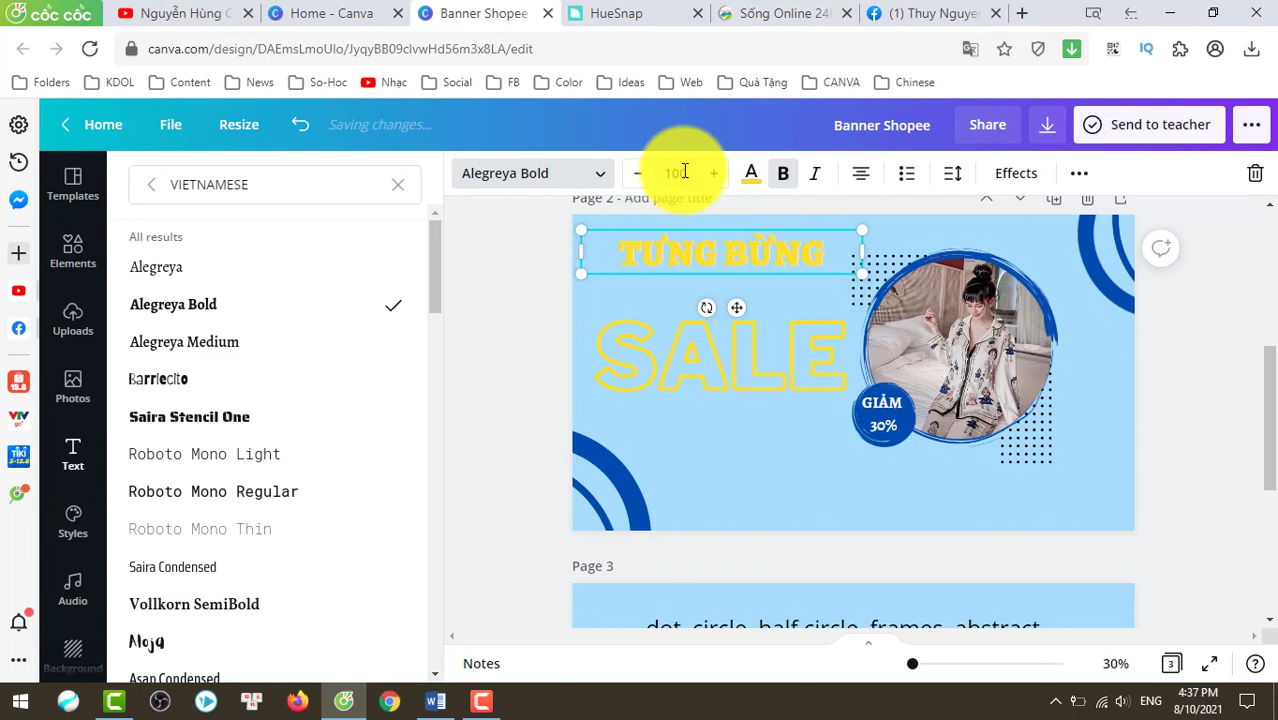 Nguyễn Hùng C
Home - Canva
Banner Shopee
HueSnap
Sống Online 24
(1) Thuy Nguyen
CỐC CỐC
canva.com/design/DAEmsLmoUIo/JyqyBB09clvwHd56m3x8LA/edit
IQ
Folders
KDOL
Content
News
So-Hoc
Nhạc
Social
FB
Color
Ideas
Web
Quà Tặng
CANVA
Chinese
Home
File
Resize
Saving changes...
Banner Shopee
Share
Send to teacher
VIETNAMESE
Alegreya Bold
100
A
B
I
Effects
Page 2 - Add page title
Templates
Elements
Uploads
Photos
Text
Styles
Audio
Background
All results
Alegreya
Alegreya Bold
Alegreya Medium
Barriecito
Saira Stencil One
Roboto Mono Light
Roboto Mono Regular
Roboto Mono Thin
Saira Condensed
Vollkorn SemiBold
Moja
Asap Condensed
TƯNG BỪNG
SALE
GIẢM
30%
Page 3
dot, circle, half circle, frames, abstract
Notes
30%
3
ENG
4:37 PM
8/10/2021